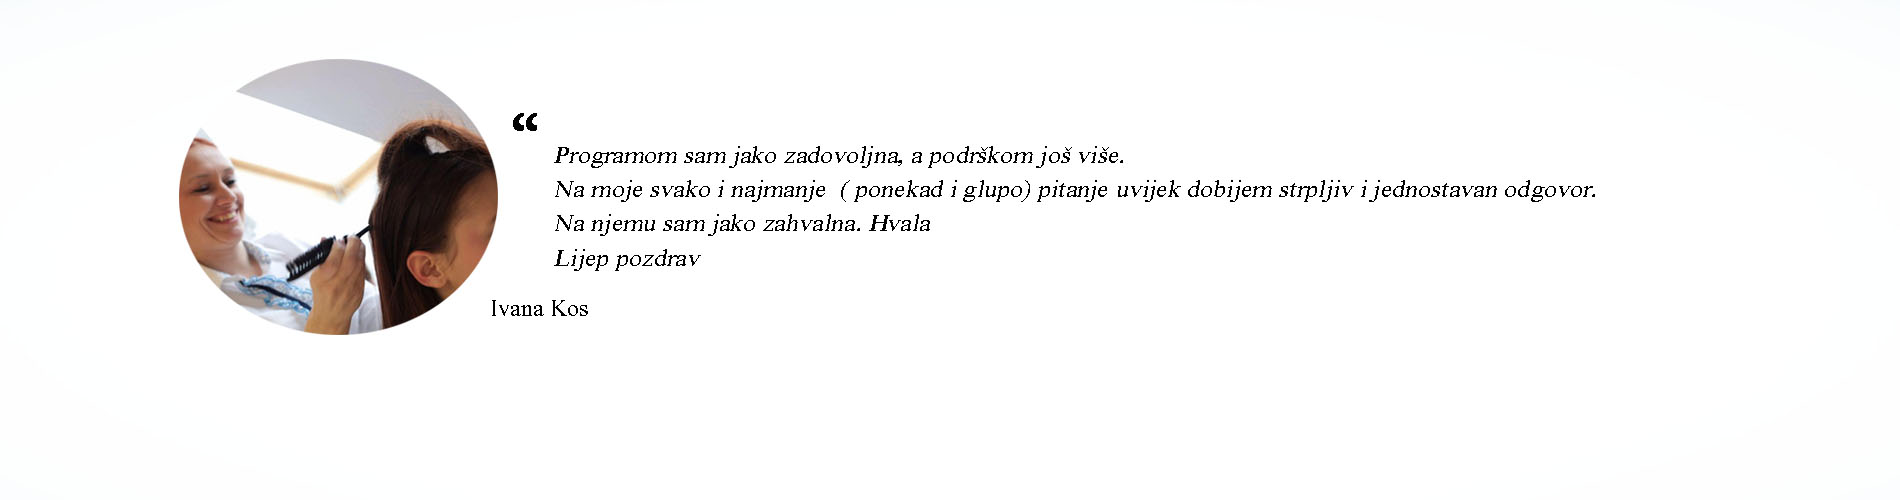 “
Programom sam jako zadovoljna, a podrškom još više.
Na moje svako i najmanje  ( ponekad i glupo) pitanje uvijek dobijem strpljiv i jednostavan odgovor.
Na njemu sam jako zahvalna. Hvala
Lijep pozdrav
Ivana Kos